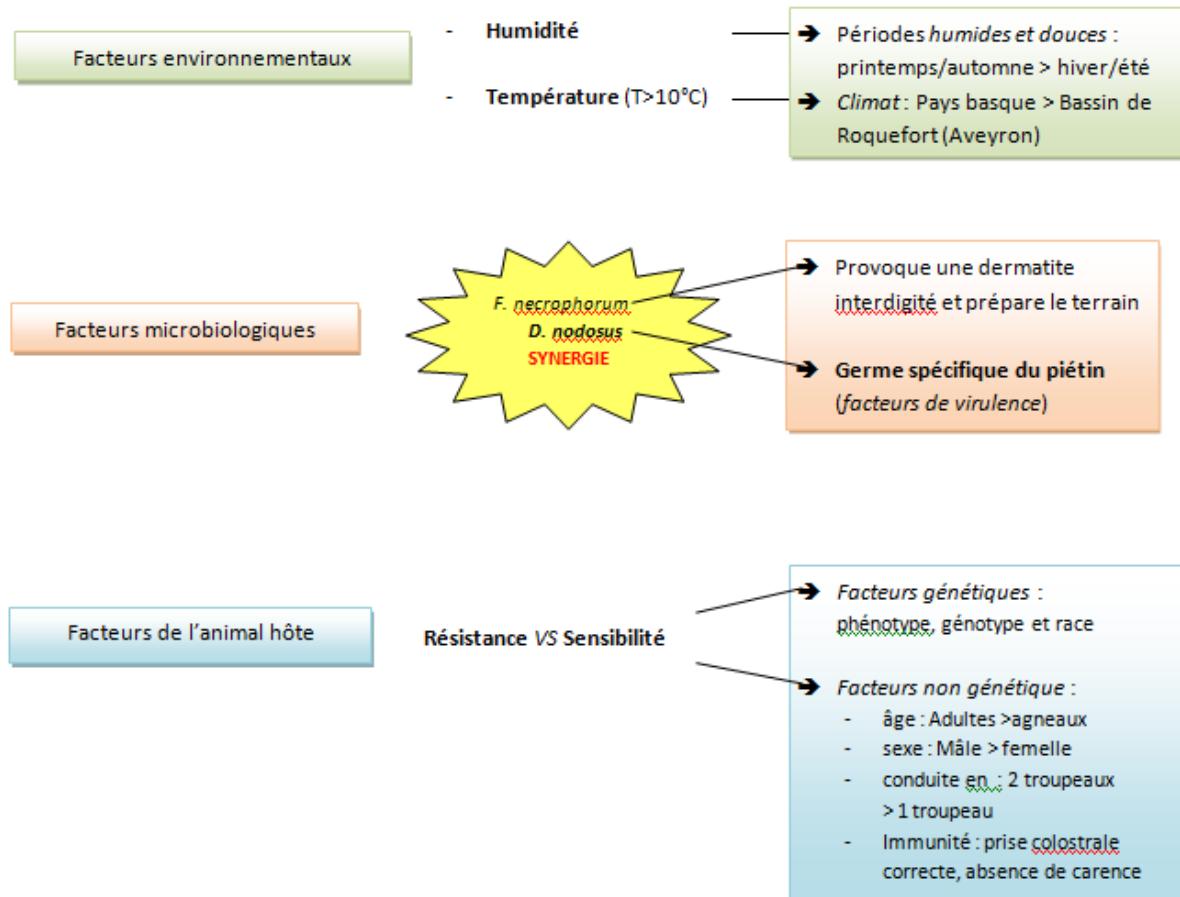 Facteurs environnementaux
- Humidité
- Température (T>10°C)
➔ Périodes humides et douces :
printemps/automne > hiver/été
➔ Climat : Pays basque > Bassin de
Roquefort (Aveyron)
Facteurs microbiologiques
F. necrophorum
D. nodosus
SYNERGIE
➔ Provoque une dermatite
interdigité et prépare le terrain
➔ Germe spécifique du piétin
(facteurs de virulence)
Facteurs de l'animal hôte
Résistance VS Sensibilité
➔ Facteurs génétiques :
phénotype, génotype et race
➔ Facteurs non génétique :
- âge : Adultes >agneaux
- sexe : Mâle > femelle
- conduite en : 2 troupeaux
> 1 troupeau
- Immunité : prise colostrale
correcte, absence de carence